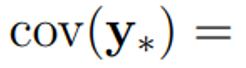 cov(𝐲∗) =